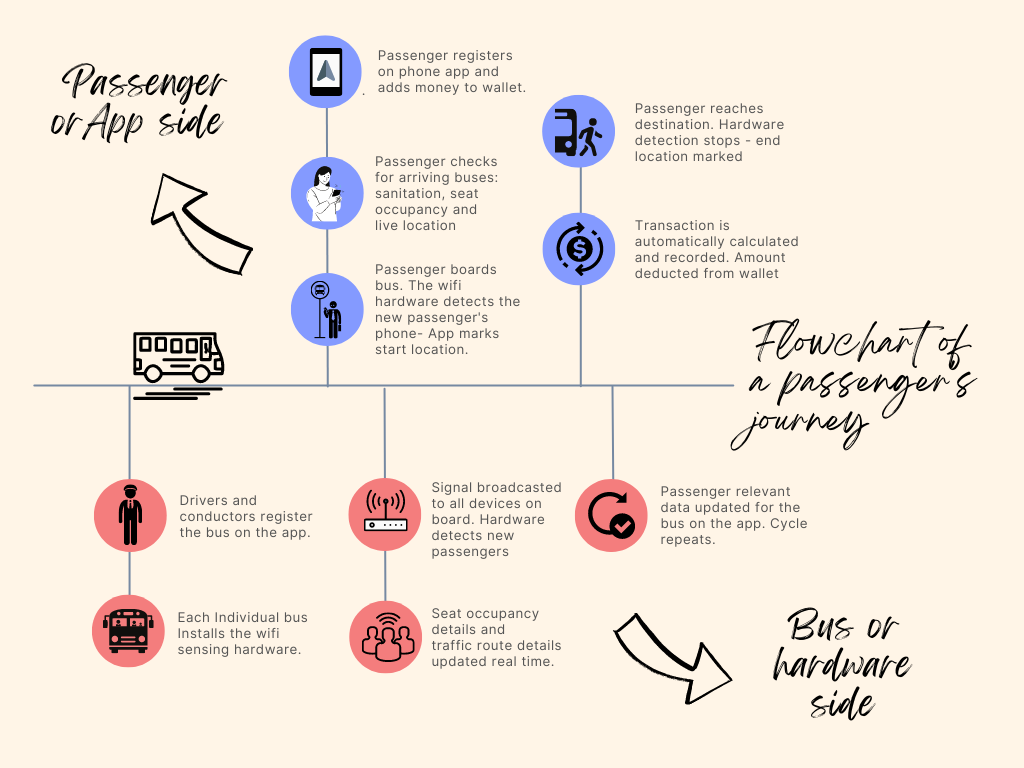 Passenger
or App side
Passenger registers
on phone app and
adds money to wallet.
.
Passenger checks
for arriving buses:
sanitation, seat
occupancy and
live location
Passenger boards
bus. The wifi
hardware detects the
new passenger's
phone- App marks
start location.
Passenger reaches
destination. Hardware
detection stops - end
location marked
Transaction is
automatically calculated
and recorded. Amount
deducted from wallet
Flowchart of
a passenger's
journey
Drivers and
conductors register
the bus on the app.
Each Individual bus
Installs the wifi
sensing hardware.
Signal broadcasted
to all devices on
board. Hardware
detects new
passengers
Seat occupancy
details and
traffic route details
updated real time.
Passenger relevant
data updated for the
bus on the app. Cycle
repeats.
Bus or
hardware
side